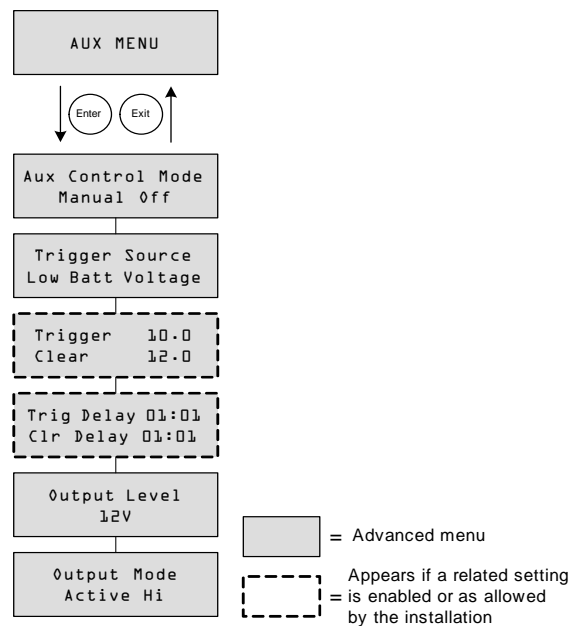 AUX MENU
Enter
Exit
Aux Control Mode
Manual Off
Trigger Source
Low Batt Voltage
Trigger 10.0
Clear 12.0
Trig Delay 01:01
Clr Delay 01:01
Output Level
12V
Output Mode
Active Hi
= Advanced menu
Appears if a related setting
= is enabled or as allowed
by the installation